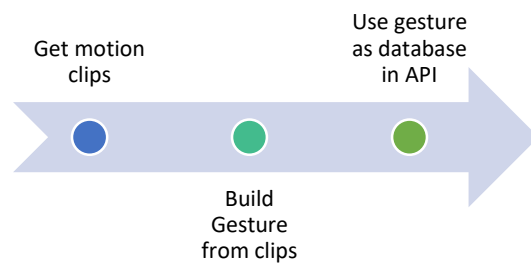 Get motion
clips
Build
Gesture
from clips
Use gesture
as database
in API